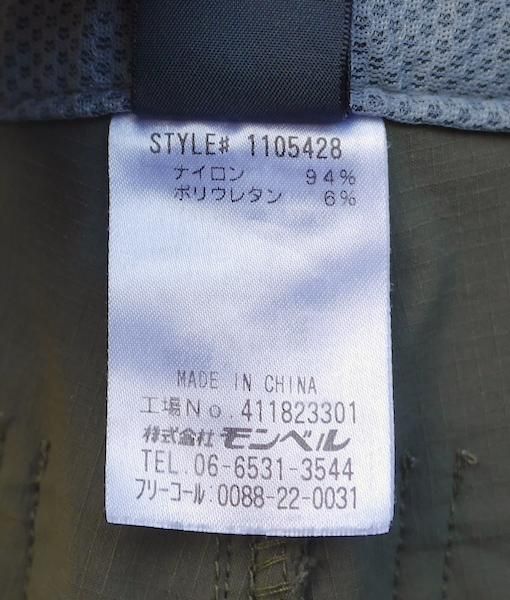 STYLE# 1105428
ナイロン 94%
ポリウレタン 6%
MADE IN CHINA
工場No. 411823301
株式会社 モンベル
TEL. 06-6531-3544
フリーコール:0088-22-0031